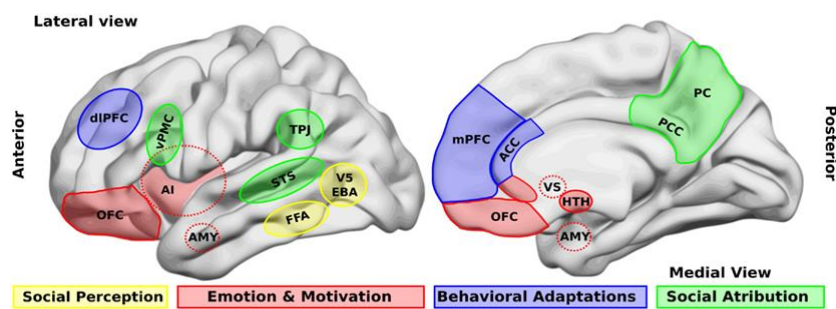 Lateral view
Anterior
dlPFC
vPMC
TPJ
AI
STS
V5
EBA
OFC
FFA
AMY
PC
PCC
mPFC
ACC
VS
HTH
OFC
AMY
Posterior
Medial View
Social Perception
Emotion & Motivation
Behavioral Adaptations
Social Atribution